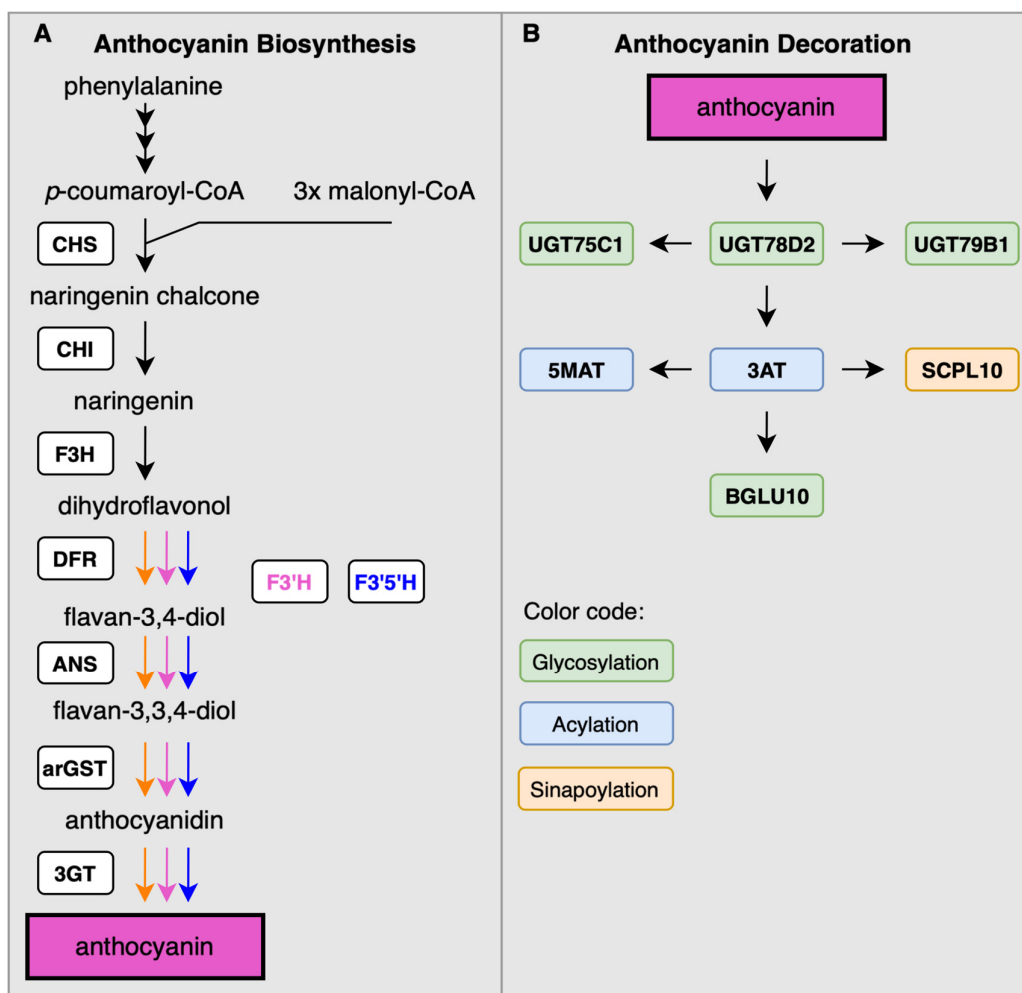 A
Anthocyanin Biosynthesis
phenylalanine
p-coumaroyl-CoA
3x malonyl-CoA
CHS
naringenin chalcone
CHI
naringenin
F3H
dihydroflavonol
DFR
F3'H
F3'5'H
flavan-3,4-diol
ANS
flavan-3,3,4-diol
arGST
anthocyanidin
3GT
anthocyanin
B
Anthocyanin Decoration
anthocyanin
UGT75C1
UGT78D2
UGT79B1
5MAT
3AT
SCPL10
BGLU10
Color code:
Glycosylation
Acylation
Sinapoylation